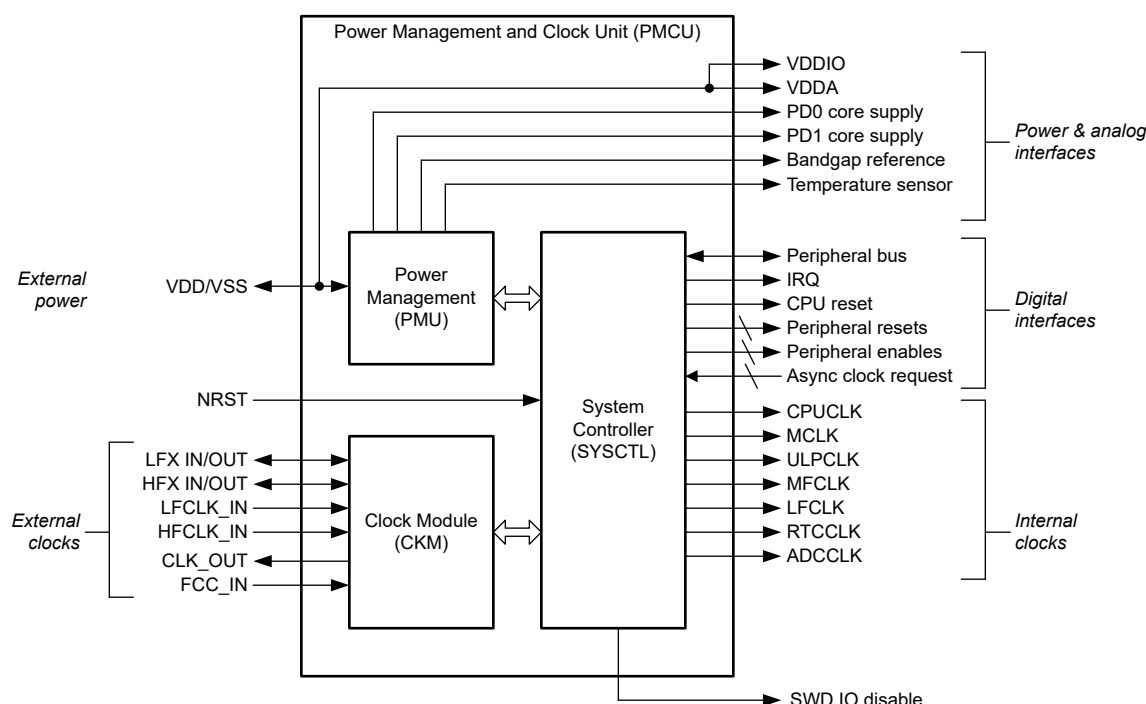 Power Management and Clock Unit (PMCU)
VDDIO
VDDA
PD0 core supply
PD1 core supply
Bandgap reference
Temperature sensor
Power & analog
interfaces
External
power
VDD/VSS
Power
Management
(PMU)
Peripheral bus
IRQ
CPU reset
Peripheral resets
Peripheral enables
Async clock request
Digital
interfaces
NRST
System
Controller
(SYSCTL)
External
clocks
LFX IN/OUT
HFX IN/OUT
LFCLK_IN
HFCLK_IN
CLK_OUT
FCC_IN
Clock Module
(CKM)
CPUCLK
MCLK
ULPCLK
MFCLK
LFCLK
RTCCLK
ADCCLK
Internal
clocks
SWD IO disable